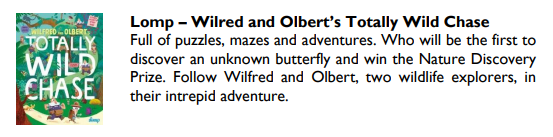 WILFRED AND OLBERT'S
TOTALLY
WILD
CHASE
lomp
Lomp – Wilred and Olbert's Totally Wild Chase
Full of puzzles, mazes and adventures. Who will be the first to
discover an unknown butterfly and win the Nature Discovery
Prize. Follow Wilfred and Olbert, two wildlife explorers, in
their intrepid adventure.